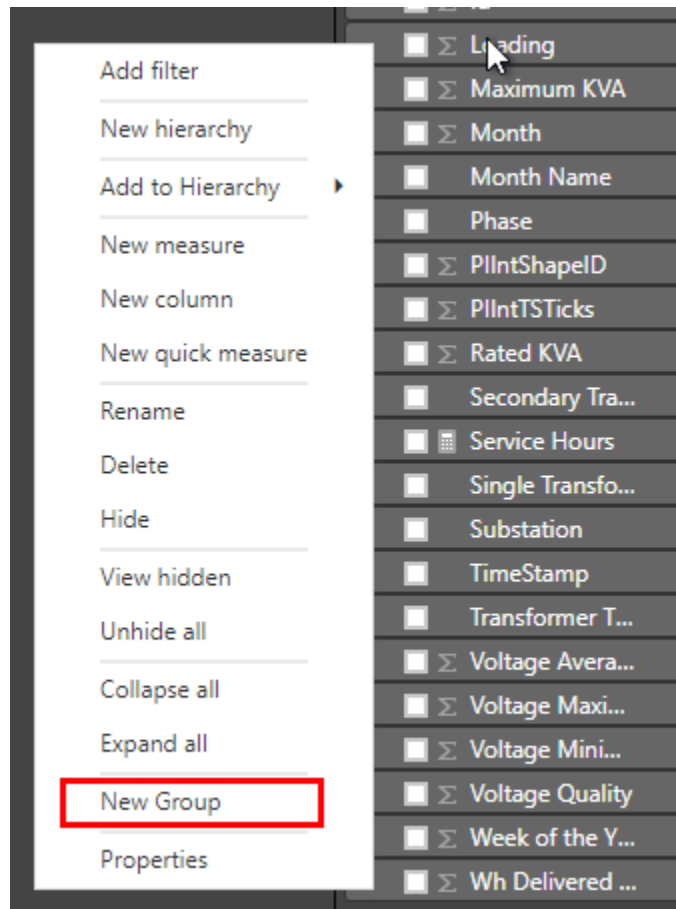 Add filter
New hierarchy
Add to Hierarchy
New measure
New column
New quick measure
Rename
Delete
Hide
View hidden
Unhide all
Collapse all
Expand all
New Group
Properties
Loading
Maximum KVA
Month
Month Name
Phase
PIIntShapeID
PIIntTSTicks
Rated KVA
Secondary Tra...
Service Hours
Single Transfo...
Substation
TimeStamp
Transformer T...
Voltage Avera...
Voltage Maxi...
Voltage Mini...
Voltage Quality
Week of the Y...
Wh Delivered ...